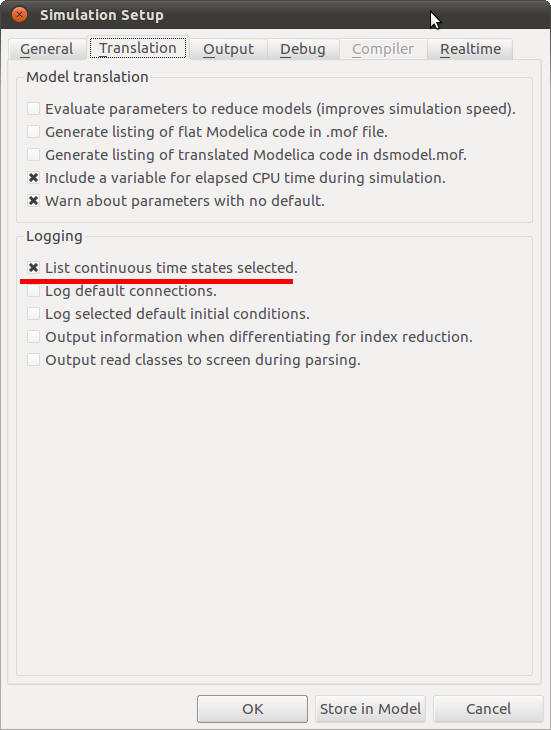 Simulation Setup
General Translation Output Debug Compiler Realtime
Model translation
Evaluate parameters to reduce models (improves simulation speed).
Generate listing of flat Modelica code in .mof file.
Generate listing of translated Modelica code in dsmodel.mof.
Include a variable for elapsed CPU time during simulation.
Warn about parameters with no default.
Logging
List continuous time states selected.
Log default connections.
Log selected default initial conditions.
Output information when differentiating for index reduction.
Output read classes to screen during parsing.
OK Store in Model Cancel